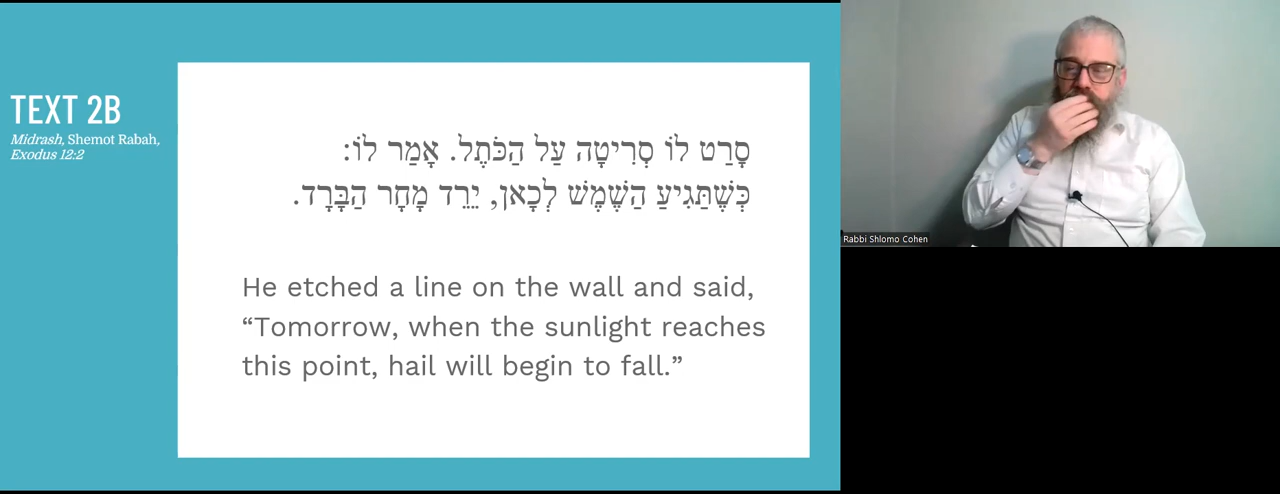 TEXT 2B
Midrash, Shemot Rabah,
Exodus 12:2
סָרַט לוֹ סְרִיטָה עַל הַכֹּתֶל. אָמַר לוֹ:
כְּשֶׁתַּגִיעַ הַשֶּׁמֶשׁ לְכָאן, יֵרֵד מָחָר הַבָּרָד.
He etched a line on the wall and said,
“Tomorrow, when the sunlight reaches
this point, hail will begin to fall.”
Rabbi Shlomo Cohen